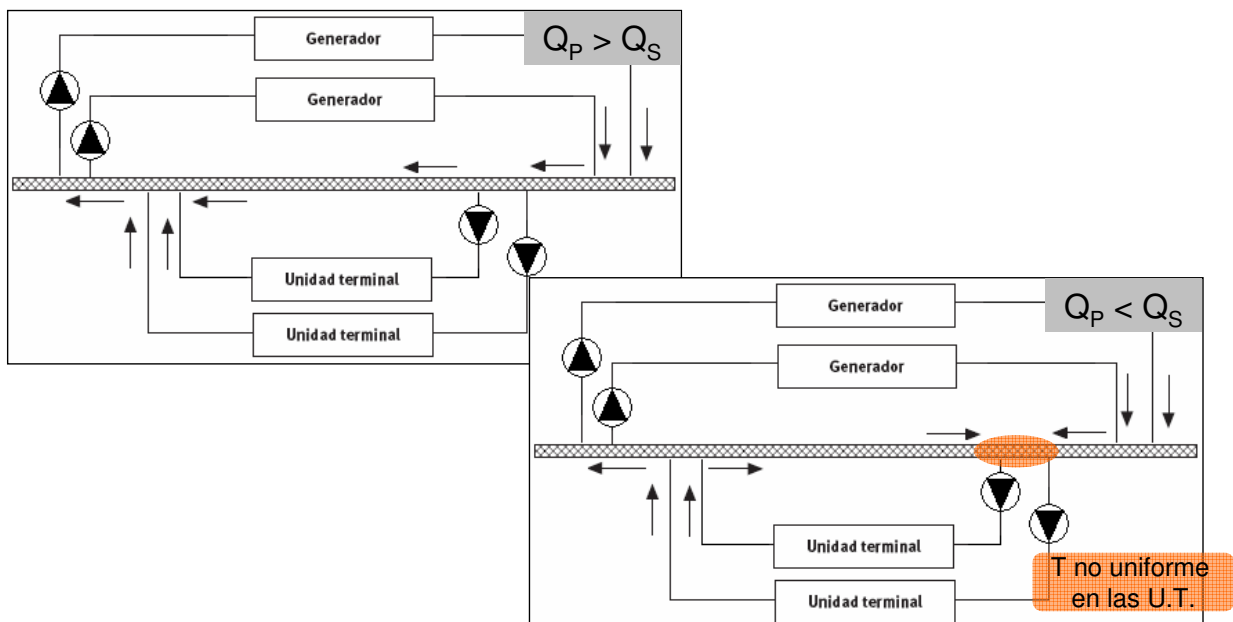 Generador
Q_P > Q_S
Generador
Unidad terminal
Unidad terminal
Generador
Q_P < Q_S
Generador
Unidad terminal
T no uniforme
en las U.T.
Unidad terminal